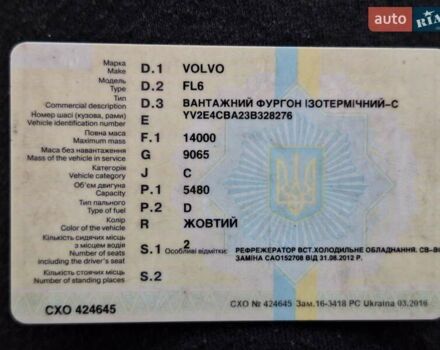 auto RIA
Марка
Make D.1 VOLVO
Модель
Type D.2 FL6
Тип
Commercial description D.3 ВАНТАЖНИЙ ФУРГОН ІЗОТЕРМІЧНИЙ-С
Номер шасі (кузова, рами)
Vehicle identification number E YV2E4CBA23B328276
Повна маса
Maximum mass F.1 14000
Маса без навантаження
Mass of the vehicle in service G 9065
Категорія
Vehicle category J C
Об'єм двигуна
Capacity P.1 5480
Тип пального
Type of fuel P.2 D
Колір
Color of the vehicle R ЖОВТИЙ
Кількість сидячих місць
з місцем водія
Number of seats
including the driver's seat S.1 2
Особливі відмітки: РЕФРЕЖЕРАТОР ВСТ.ХОЛОДИЛЬНЕ ОБЛАДНАННЯ.
ЗАМІНА САО152708 ВІД 31.08.2012 Р.
Кількість стоячих місць
Number of standing places S.2
СХО 424645
СХО № 424645 Зам.16-3418 PC Ukraina 03.2016